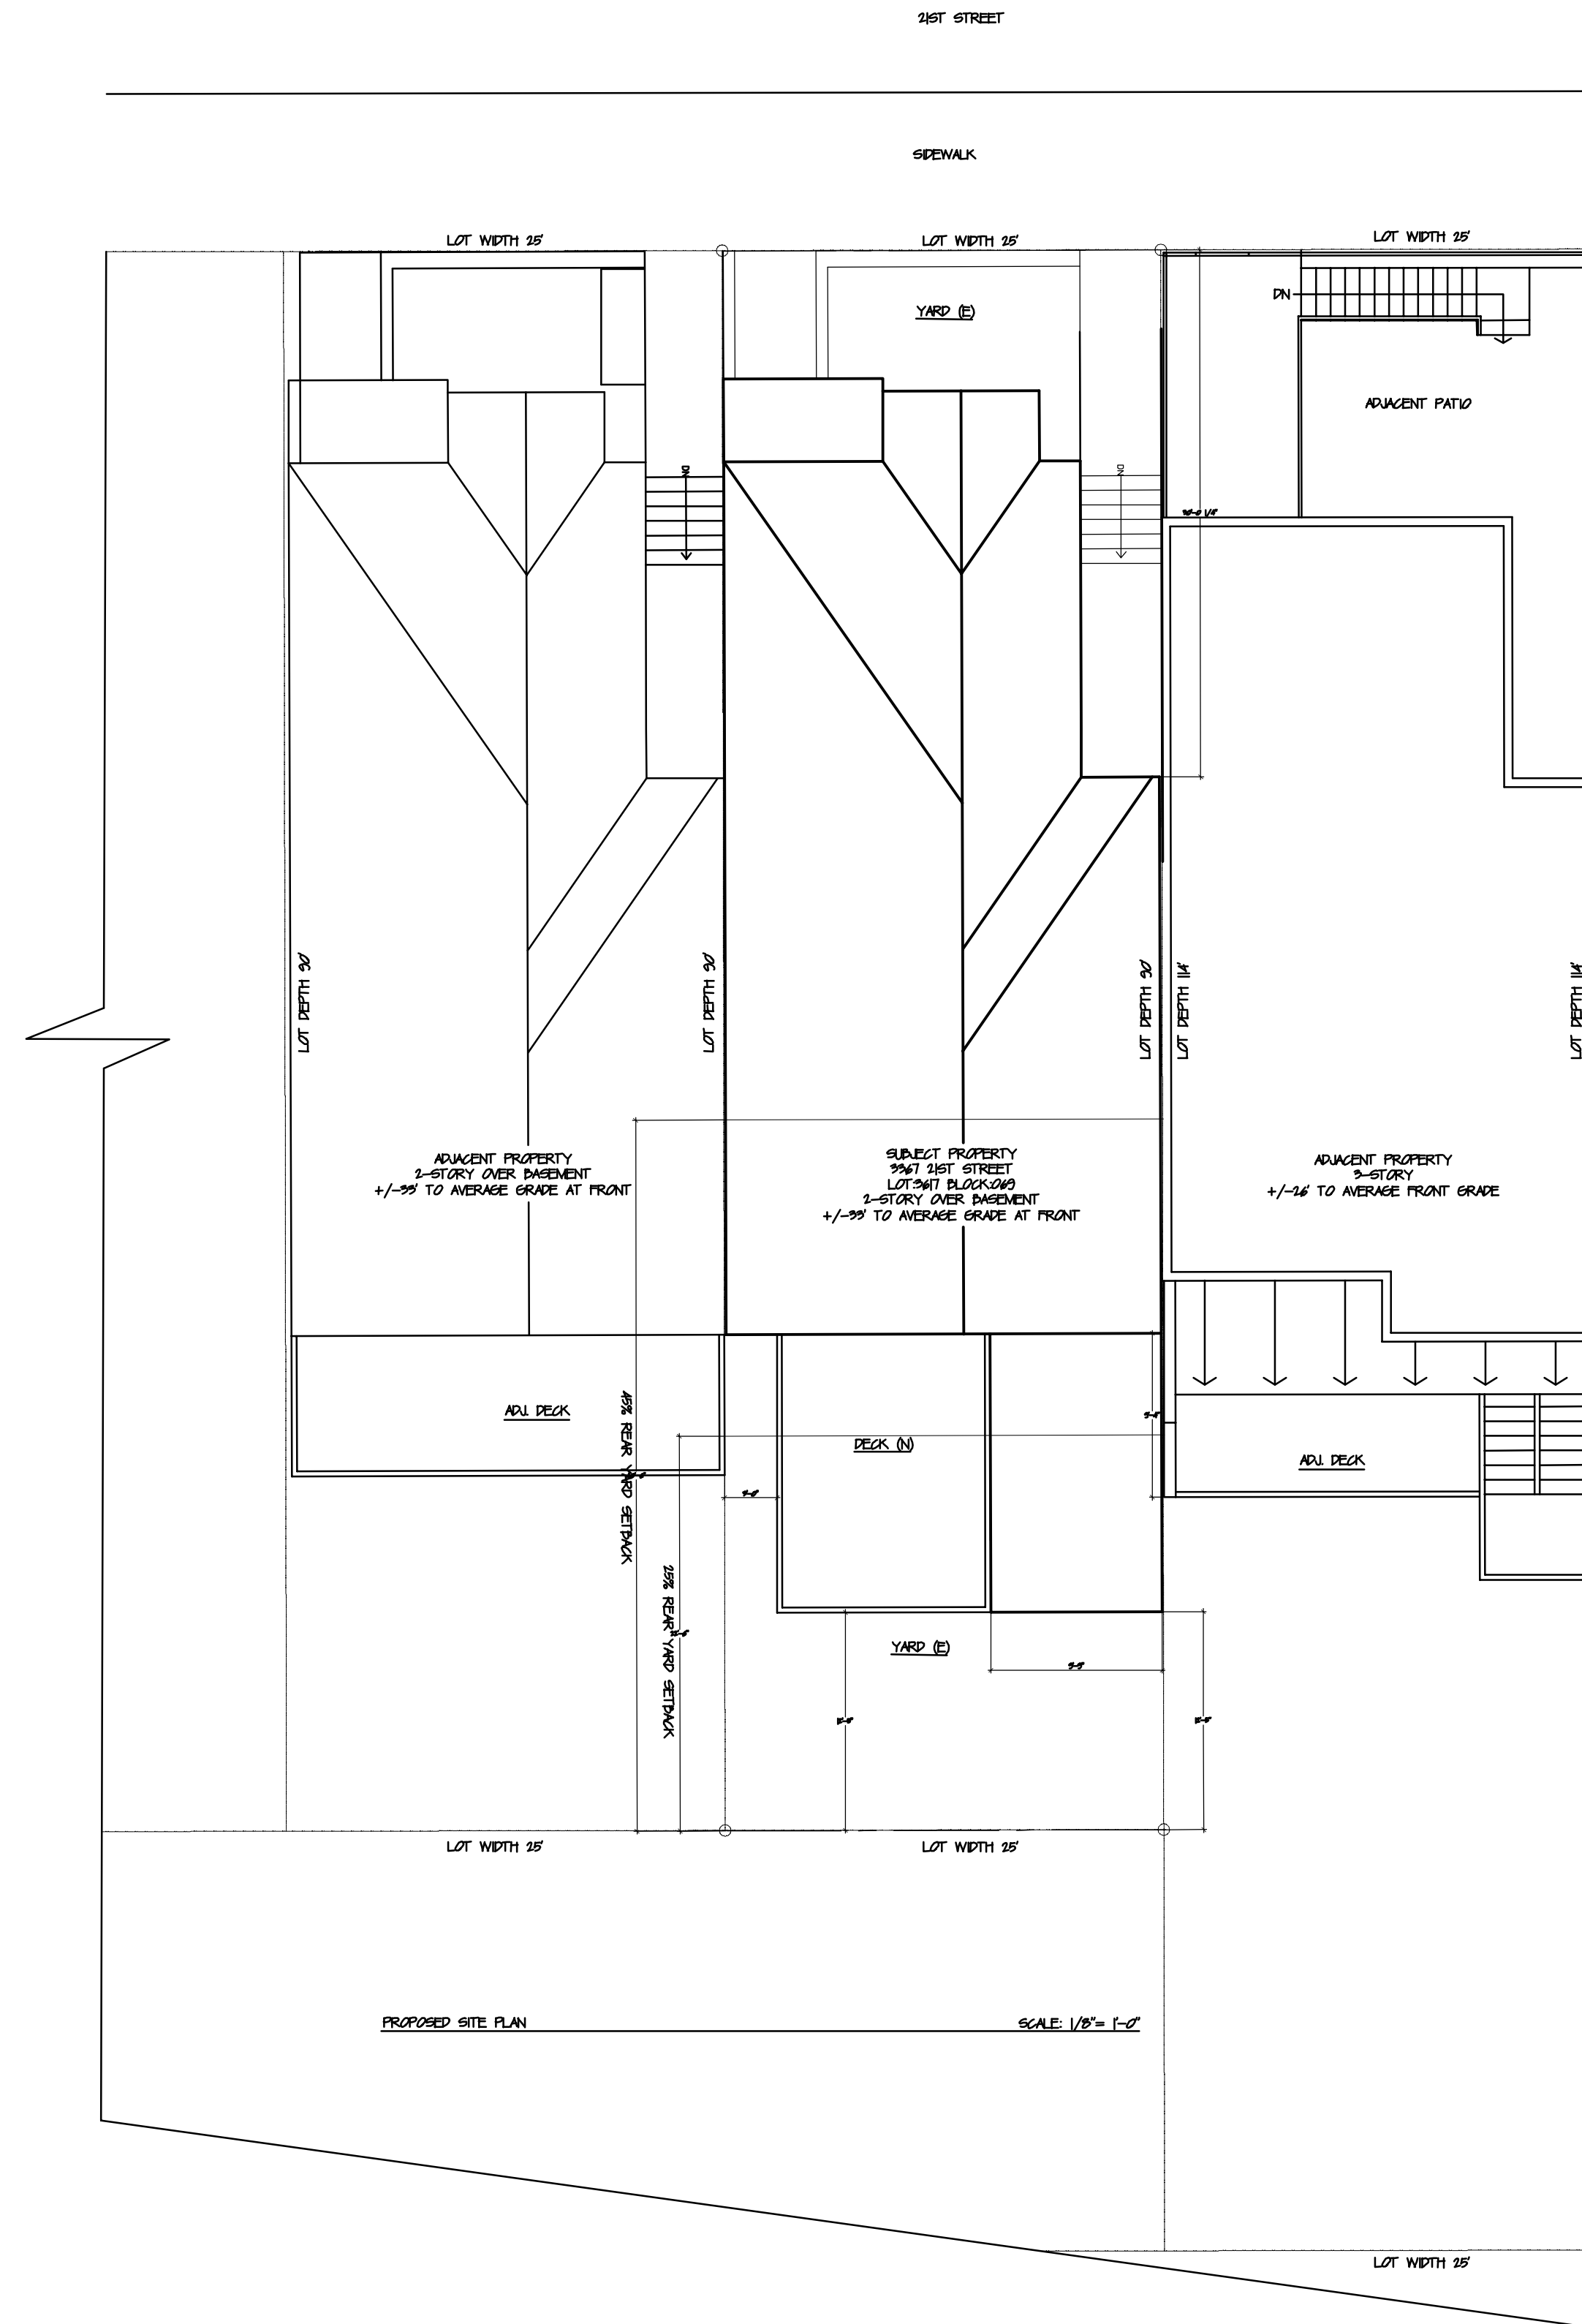 21ST STREET
SIDEWALK
LOT WIDTH 25'
LOT WIDTH 25'
LOT WIDTH 25'
DN
YARD (E)
ADJACENT PATIO
DN
DN
LOT DEPTH 90'
LOT DEPTH 90'
LOT DEPTH 90'
LOT DEPTH 114'
LOT DEPTH 114'
ADJACENT PROPERTY
2-STORY OVER BASEMENT
+/-33' TO AVERAGE GRADE AT FRONT
SUBJECT PROPERTY
3367 21ST STREET
LOT:3617 BLOCK:069
2-STORY OVER BASEMENT
+/-33' TO AVERAGE GRADE AT FRONT
ADJACENT PROPERTY
3-STORY
+/-26' TO AVERAGE FRONT GRADE
ADJ. DECK
45% REAR YARD SETBACK
DECK (N)
ADJ. DECK
25% REAR YARD SETBACK
YARD (E)
LOT WIDTH 25'
LOT WIDTH 25'
PROPOSED SITE PLAN
SCALE: 1/8"= 1'-0"
LOT WIDTH 25'